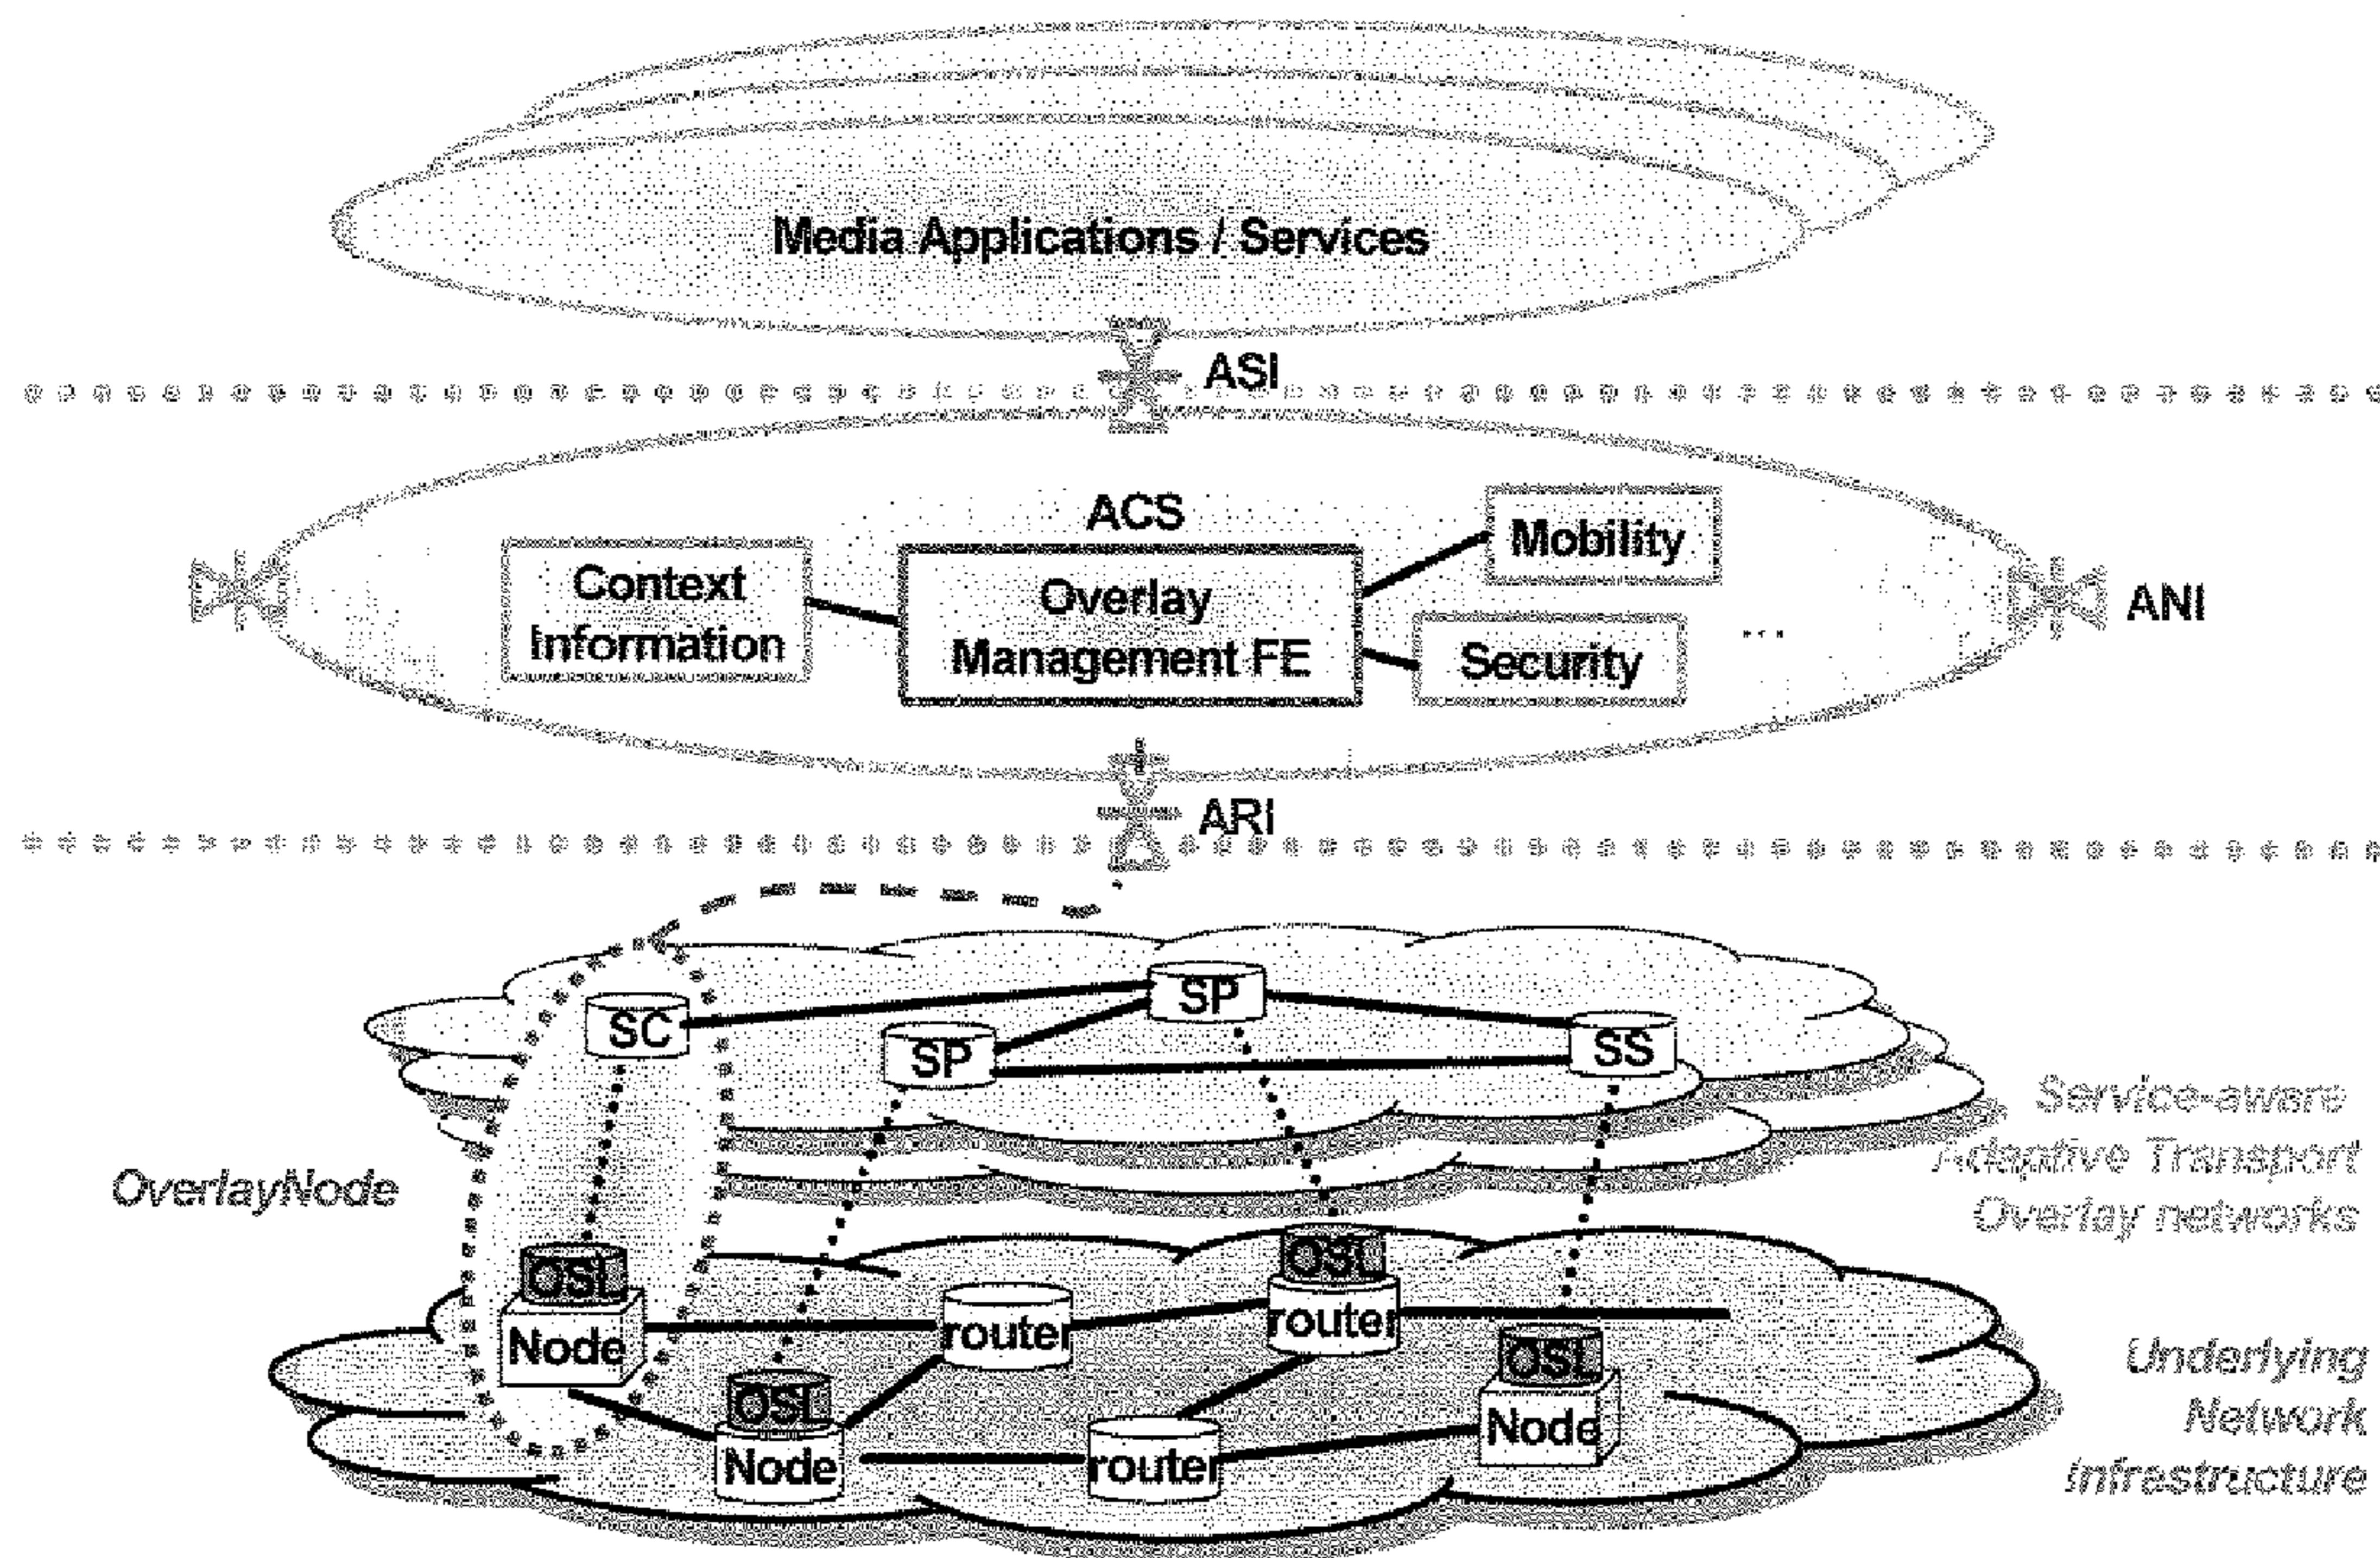 Media Applications / Services
ASI
ACS
Mobility
Context
Information
Overlay
Management FE
Security
...
ANI
ARI
SC
SP
SP
SS
Service-aware
Adaptive Transport
Overlay networks
OverlayNode
OSL
Node
router
OSL
router
OSL
Node
OSL
Node
router
Underlying
Network
Infrastructure